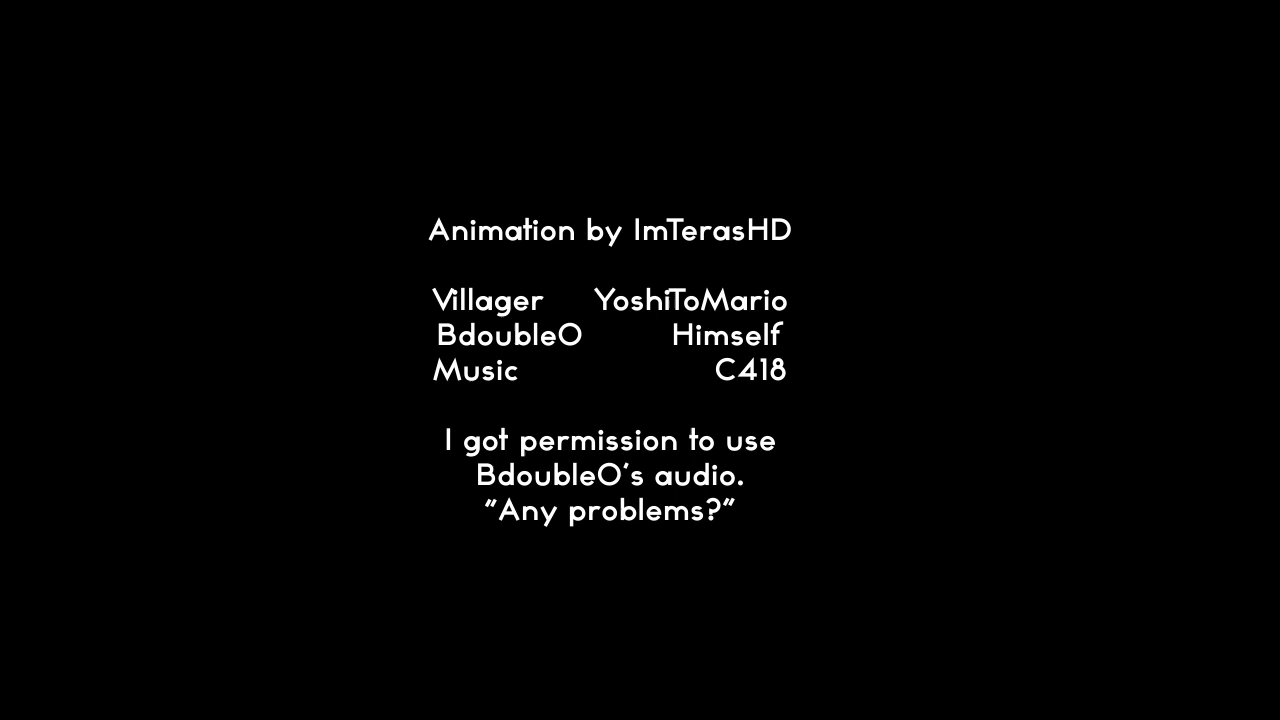 Animation by ImTerasHD
Villager YoshiToMario
BdoubleO Himself
Music C418
I got permission to use
BdoubleO's audio.
"Any problems?"